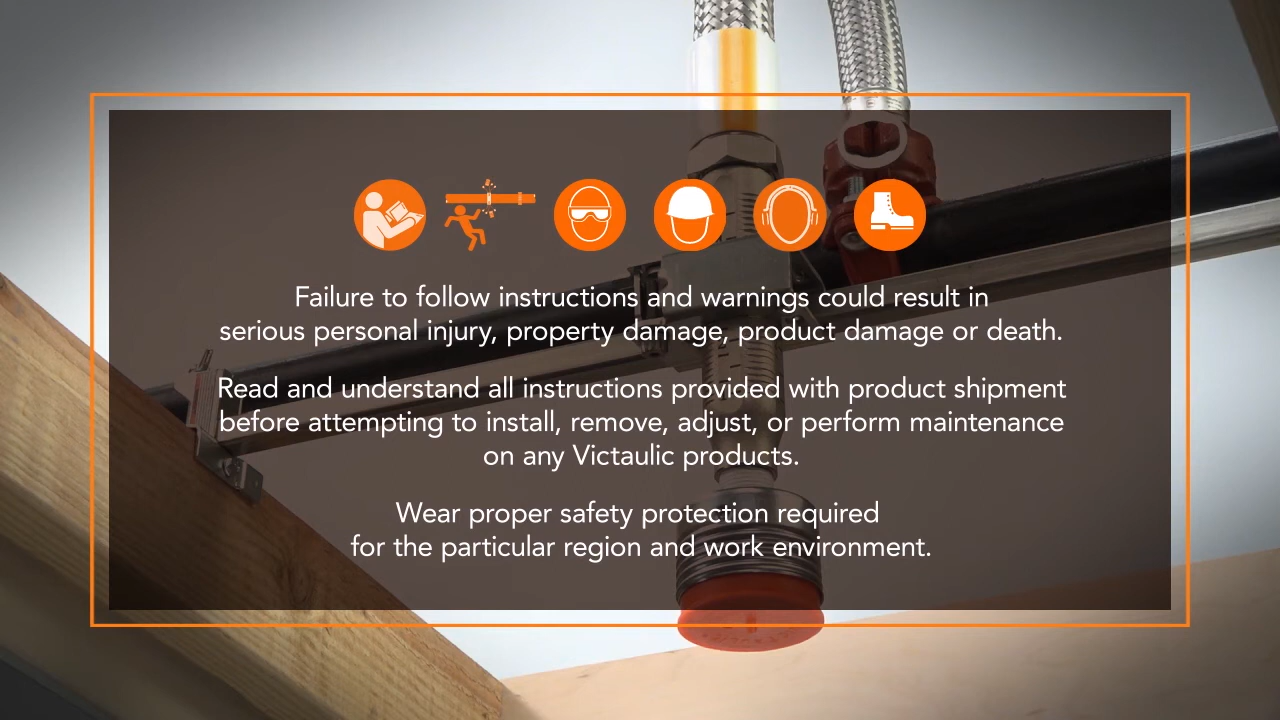 Failure to follow instructions and warnings could result in
serious personal injury, property damage, product damage or death.
Read and understand all instructions provided with product shipment
before attempting to install, remove, adjust, or perform maintenance
on any Victaulic products.
Wear proper safety protection required
for the particular region and work environment.